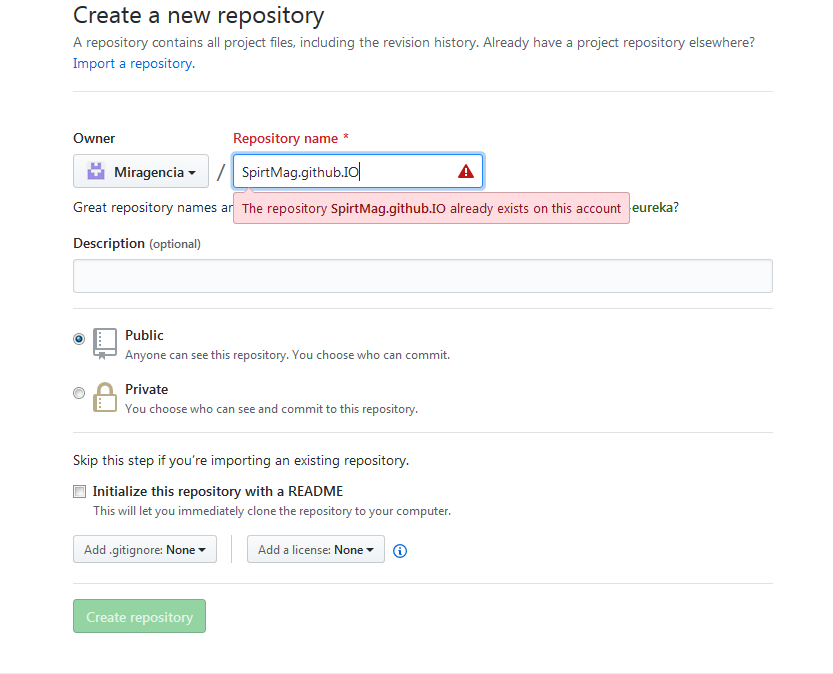 Create a new repository
A repository contains all project files, including the revision history. Already have a project repository elsewhere?
Import a repository.
Owner
Repository name *
Miragencia
/
SpirtMag.github.IO
Great repository names ar
The repository SpirtMag.github.IO already exists on this account
-eureka?
Description (optional)
Public
Anyone can see this repository. You choose who can commit.
Private
You choose who can see and commit to this repository.
Skip this step if you’re importing an existing repository.
Initialize this repository with a README
This will let you immediately clone the repository to your computer.
Add .gitignore: None
Add a license: None
Create repository